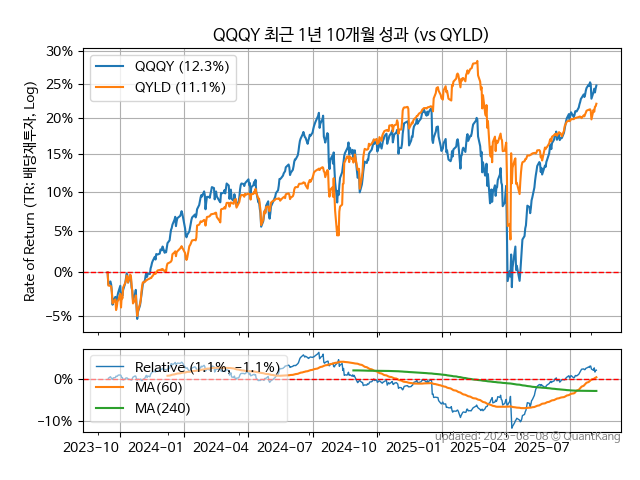 QQQY 최근 1년 10개월 성과 (vs QYLD)
Rate of Return (TR: 배당재투자, Log)
30%
25%
20%
15%
10%
5%
0%
−5%
QQQY (12.3%)
QYLD (11.1%)
0%
−10%
Relative (1.1%, −1.1%)
MA(60)
MA(240)
2023-10 2024-01 2024-04 2024-07 2024-10 2025-01 2025-04 2025-07
updated: 2025-08-08 © QuantKang